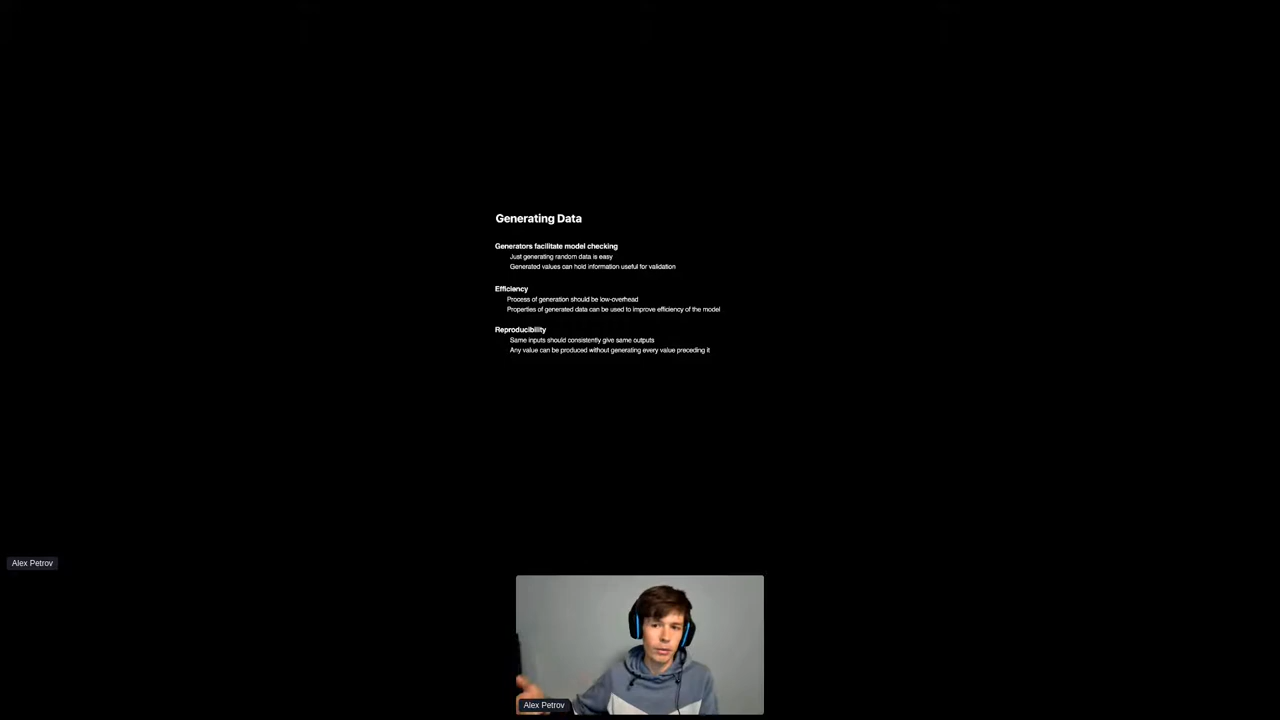 Generating Data
Generators facilitate model checking
Just generating random data is easy
Generated values can hold information useful for validation
Efficiency
Process of generation should be low-overhead
Properties of generated data can be used to improve efficiency of the model
Reproducibility
Same inputs should consistently give same outputs
Any value can be produced without generating every value preceding it
Alex Petrov
Alex Petrov